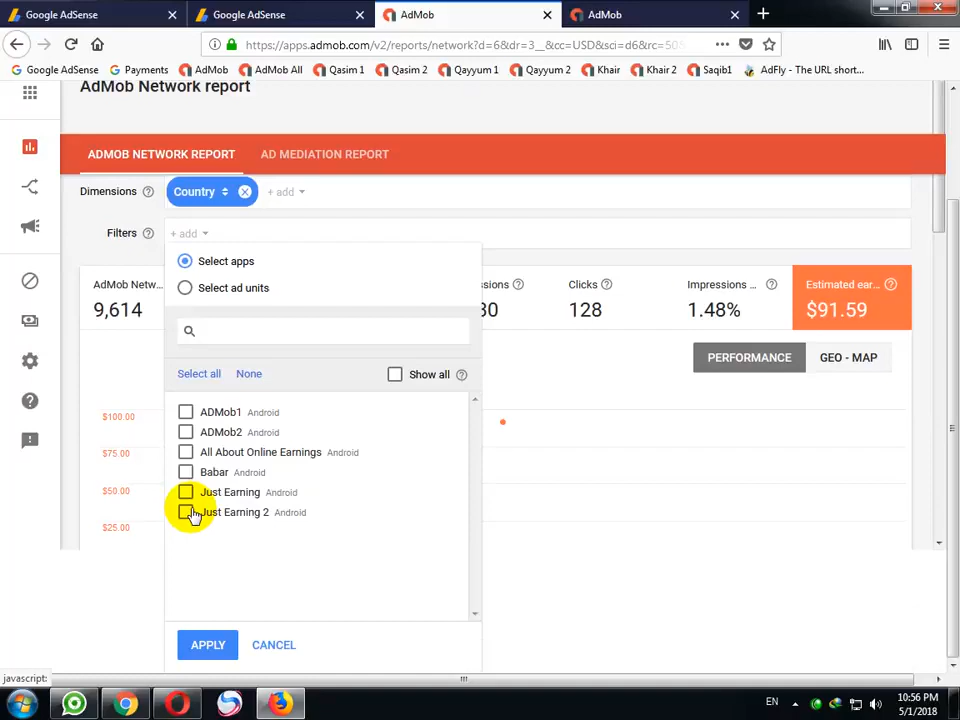 Google AdSense
Google AdSense
AdMob
AdMob
https://apps.admob.com/v2/reports/network?d=6&dr=3__&cc=USD&sci=d6&rc=50
Google AdSense
Payments
AdMob
AdMob All
Qasim 1
Qasim 2
Qayyum 1
Qayyum 2
Khair
Khair 2
Saqib1
AdFly - The URL short...
AdMob Network report
ADMOB NETWORK REPORT
AD MEDIATION REPORT
Dimensions
Country
+ add
Filters
+ add
Select apps
Select ad units
Select all
None
Show all
ADMob1 Android
ADMob2 Android
All About Online Earnings Android
Babar Android
Just Earning Android
Just Earning 2 Android
APPLY
CANCEL
AdMob Netw...
9,614
sions
80
Clicks
128
Impressions ...
1.48%
Estimated ear...
$91.59
PERFORMANCE
GEO - MAP
$100.00
$75.00
$50.00
$25.00
javascript:
EN
10:56 PM
5/1/2018